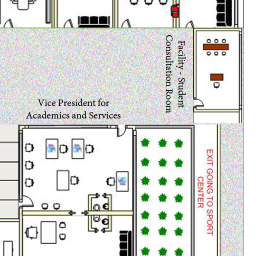 Facility - Student
Consultation Room
Vice President for
Academics and Services
EXIT GOING TO SPORT
CENTER